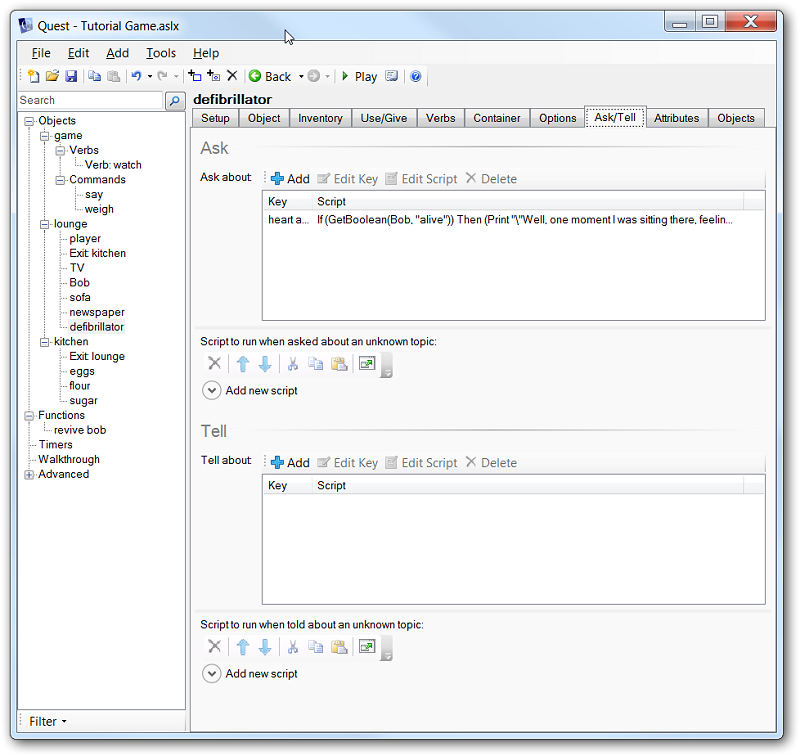 Quest - Tutorial Game.aslx
File Edit Add Tools Help
Back Play
Search
Objects
game
Verbs
Verb: watch
Commands
say
weigh
lounge
player
Exit: kitchen
TV
Bob
sofa
newspaper
defibrillator
kitchen
Exit: lounge
eggs
flour
sugar
Functions
revive bob
Timers
Walkthrough
Advanced
Filter
defibrillator
Setup Object Inventory Use/Give Verbs Container Options Ask/Tell Attributes Objects
Ask
Ask about: Add Edit Key Edit Script Delete
Key Script
heart a... If (GetBoolean(Bob, "alive")) Then (Print "\"Well, one moment I was sitting there, feelin...
Script to run when asked about an unknown topic:
Add new script
Tell
Tell about: Add Edit Key Edit Script Delete
Key Script
Script to run when told about an unknown topic:
Add new script